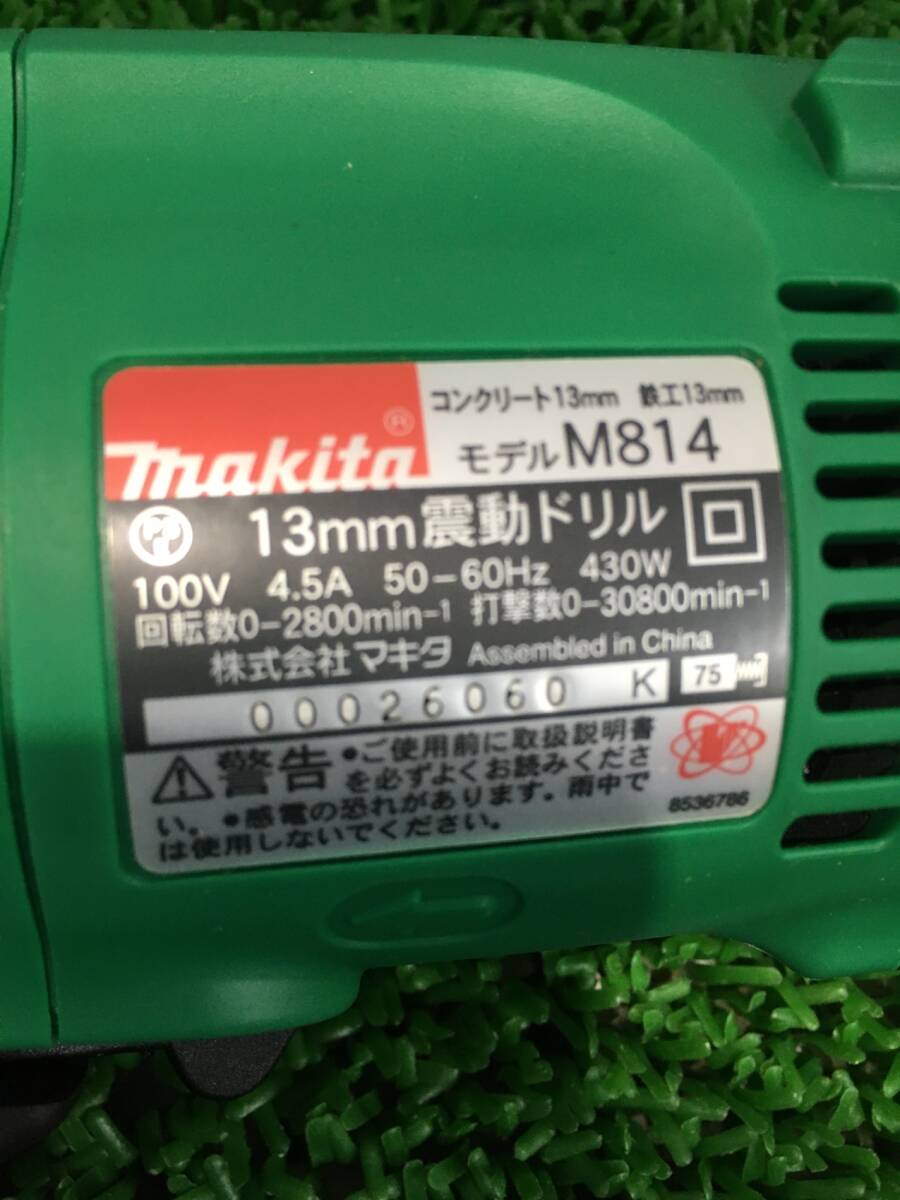 コンクリート13mm 鉄工13mm
makita®
モデルM814
13mm震動ドリル
100V 4.5A 50-60Hz 430W
回転数0-2800min-1 打撃数0-30800min-1
株式会社マキタ Assembled in China
00026060 K 75
警告 •ご使用前に取扱説明書
を必ずよくお読みくださ
い。•感電の恐れがあります。雨中で
は使用しないでください。
8536786